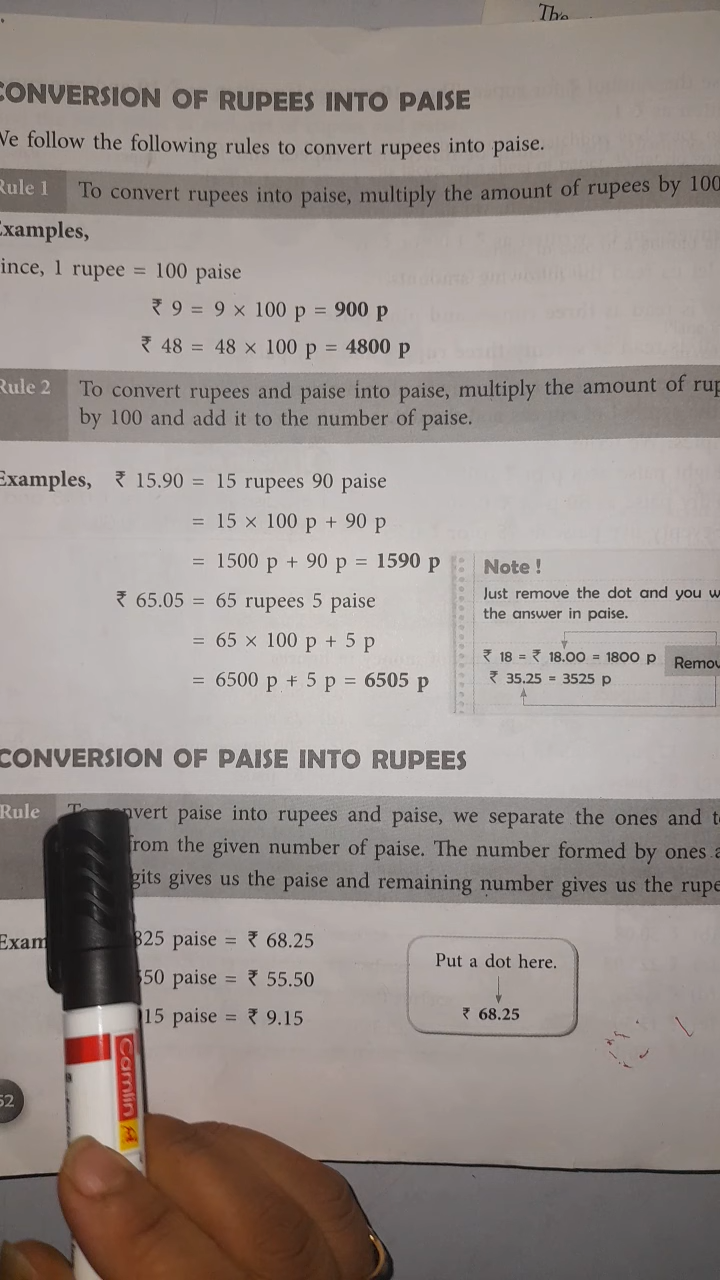 The
CONVERSION OF RUPEES INTO PAISE
We follow the following rules to convert rupees into paise.
Rule 1 To convert rupees into paise, multiply the amount of rupees by 100
Examples,
ince, 1 rupee = 100 paise
₹ 9 = 9 × 100 p = 900 p
₹ 48 = 48 × 100 p = 4800 p
Rule 2 To convert rupees and paise into paise, multiply the amount of rup
by 100 and add it to the number of paise.
Examples, ₹ 15.90 = 15 rupees 90 paise
= 15 × 100 p + 90 p
= 1500 p + 90 p = 1590 p
₹ 65.05 = 65 rupees 5 paise
= 65 × 100 p + 5 p
= 6500 p + 5 p = 6505 p
Note !
Just remove the dot and you w
the answer in paise.
₹ 18 = ₹ 18.00 = 1800 p
Remov
₹ 35.25 = 3525 p
CONVERSION OF PAISE INTO RUPEES
Rule nvert paise into rupees and paise, we separate the ones and t
from the given number of paise. The number formed by ones a
gits gives us the paise and remaining number gives us the rupe
Exam 825 paise = ₹ 68.25
50 paise = ₹ 55.50
15 paise = ₹ 9.15
Put a dot here.
₹ 68.25
52
Camlin